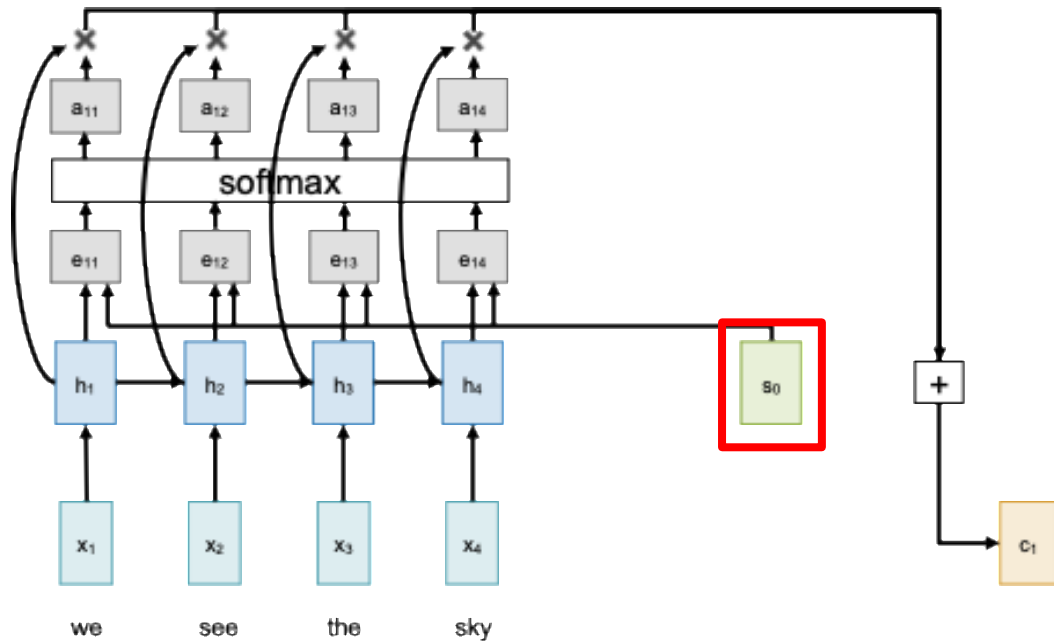 a₁₁ a₁₂ a₁₃ a₁₄
softmax
e₁₁ e₁₂ e₁₃ e₁₄
h₁ h₂ h₃ h₄ s₀ +
x₁ x₂ x₃ x₄ c₁
we see the sky